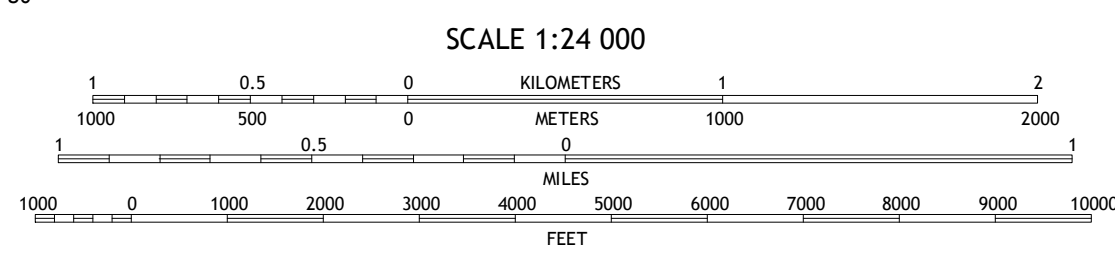 SCALE 1:24 000
1 0.5 0 KILOMETERS 1 2
1000 500 0 METERS 1000 2000
1 0.5 0 1
MILES
1000 0 1000 2000 3000 4000 5000 6000 7000 8000 9000 10000
FEET